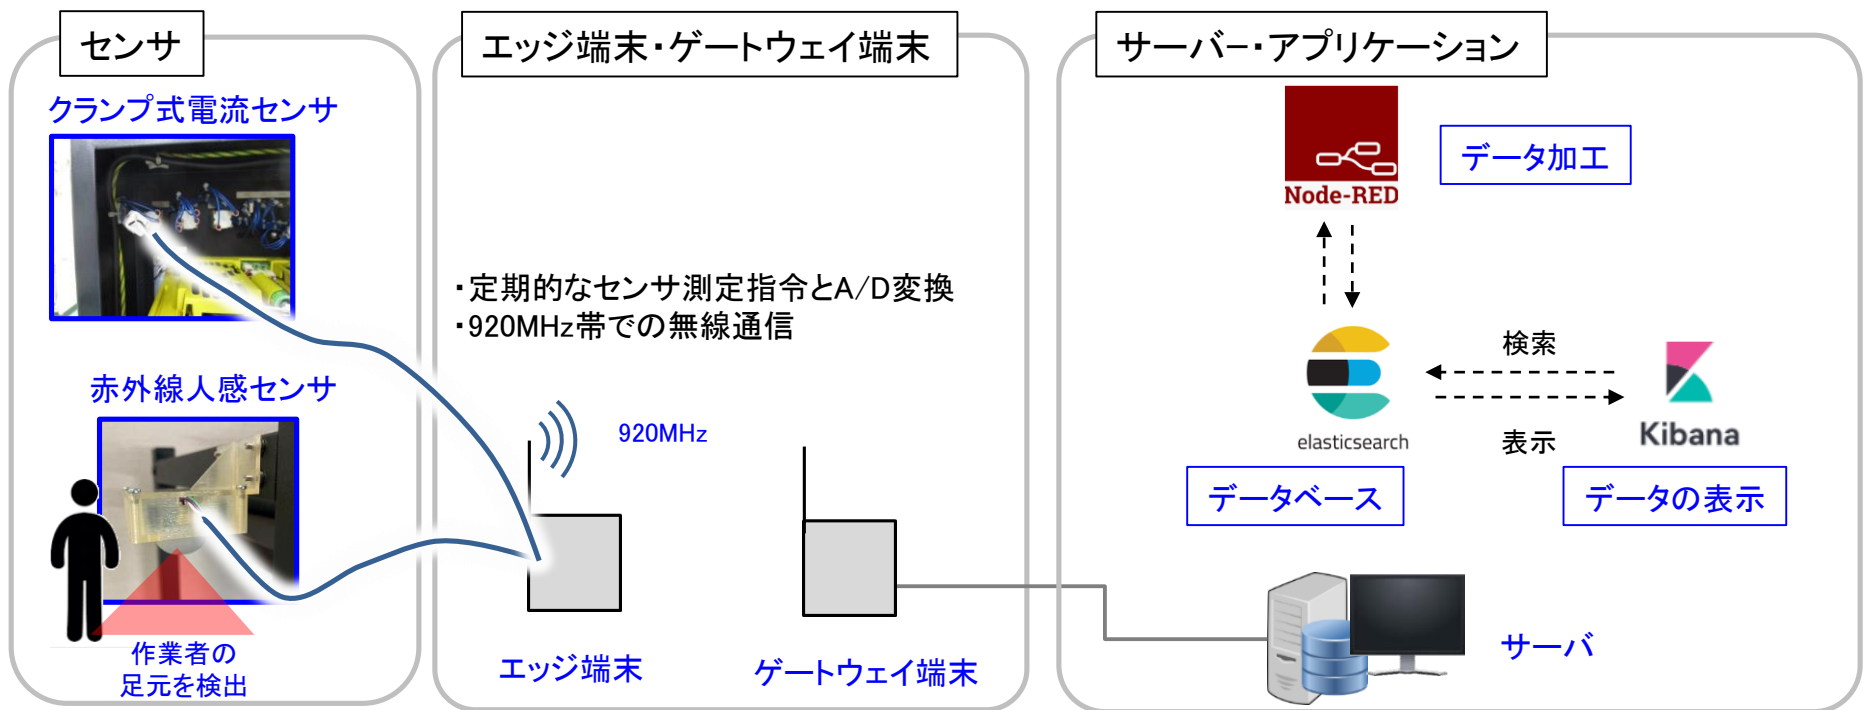 センサ
クランプ式電流センサ
赤外線人感センサ
作業者の
足元を検出
エッジ端末・ゲートウェイ端末
・定期的なセンサ測定指令とA/D変換
・920MHz帯での無線通信
920MHz
エッジ端末
ゲートウェイ端末
サーバー・アプリケーション
Node-RED
データ加工
elasticsearch
データベース
検索
表示
Kibana
データの表示
サーバ